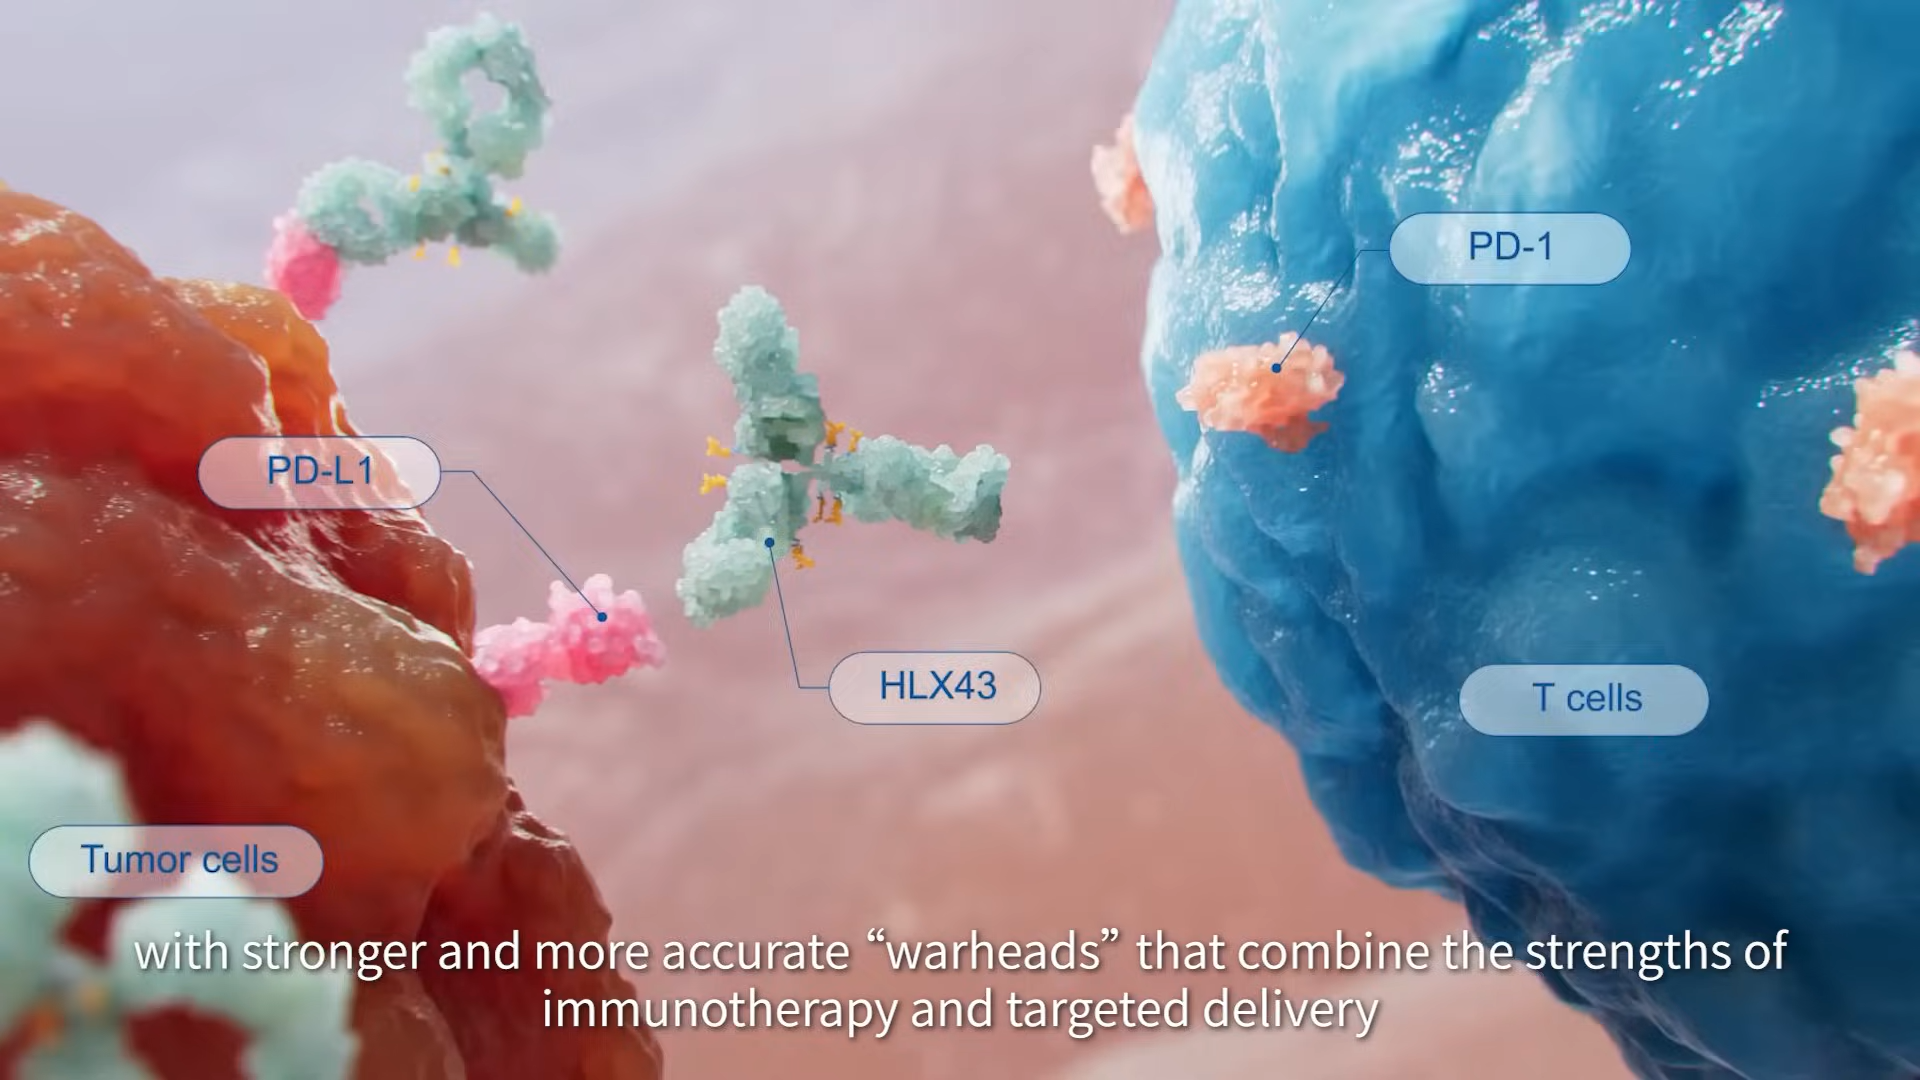 PD-1
PD-L1
HLX43
T cells
Tumor cells
with stronger and more accurate “warheads” that combine the strengths of
immunotherapy and targeted delivery